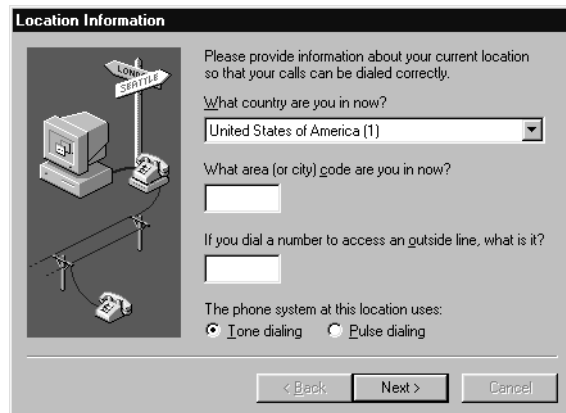 Location Information
LONDON
SEATTLE
Please provide information about your current location
so that your calls can be dialed correctly.
What country are you in now?
United States of America (1)
What area (or city) code are you in now?
If you dial a number to access an outside line, what is it?
The phone system at this location uses:
Tone dialing Pulse dialing
< Back Next > Cancel